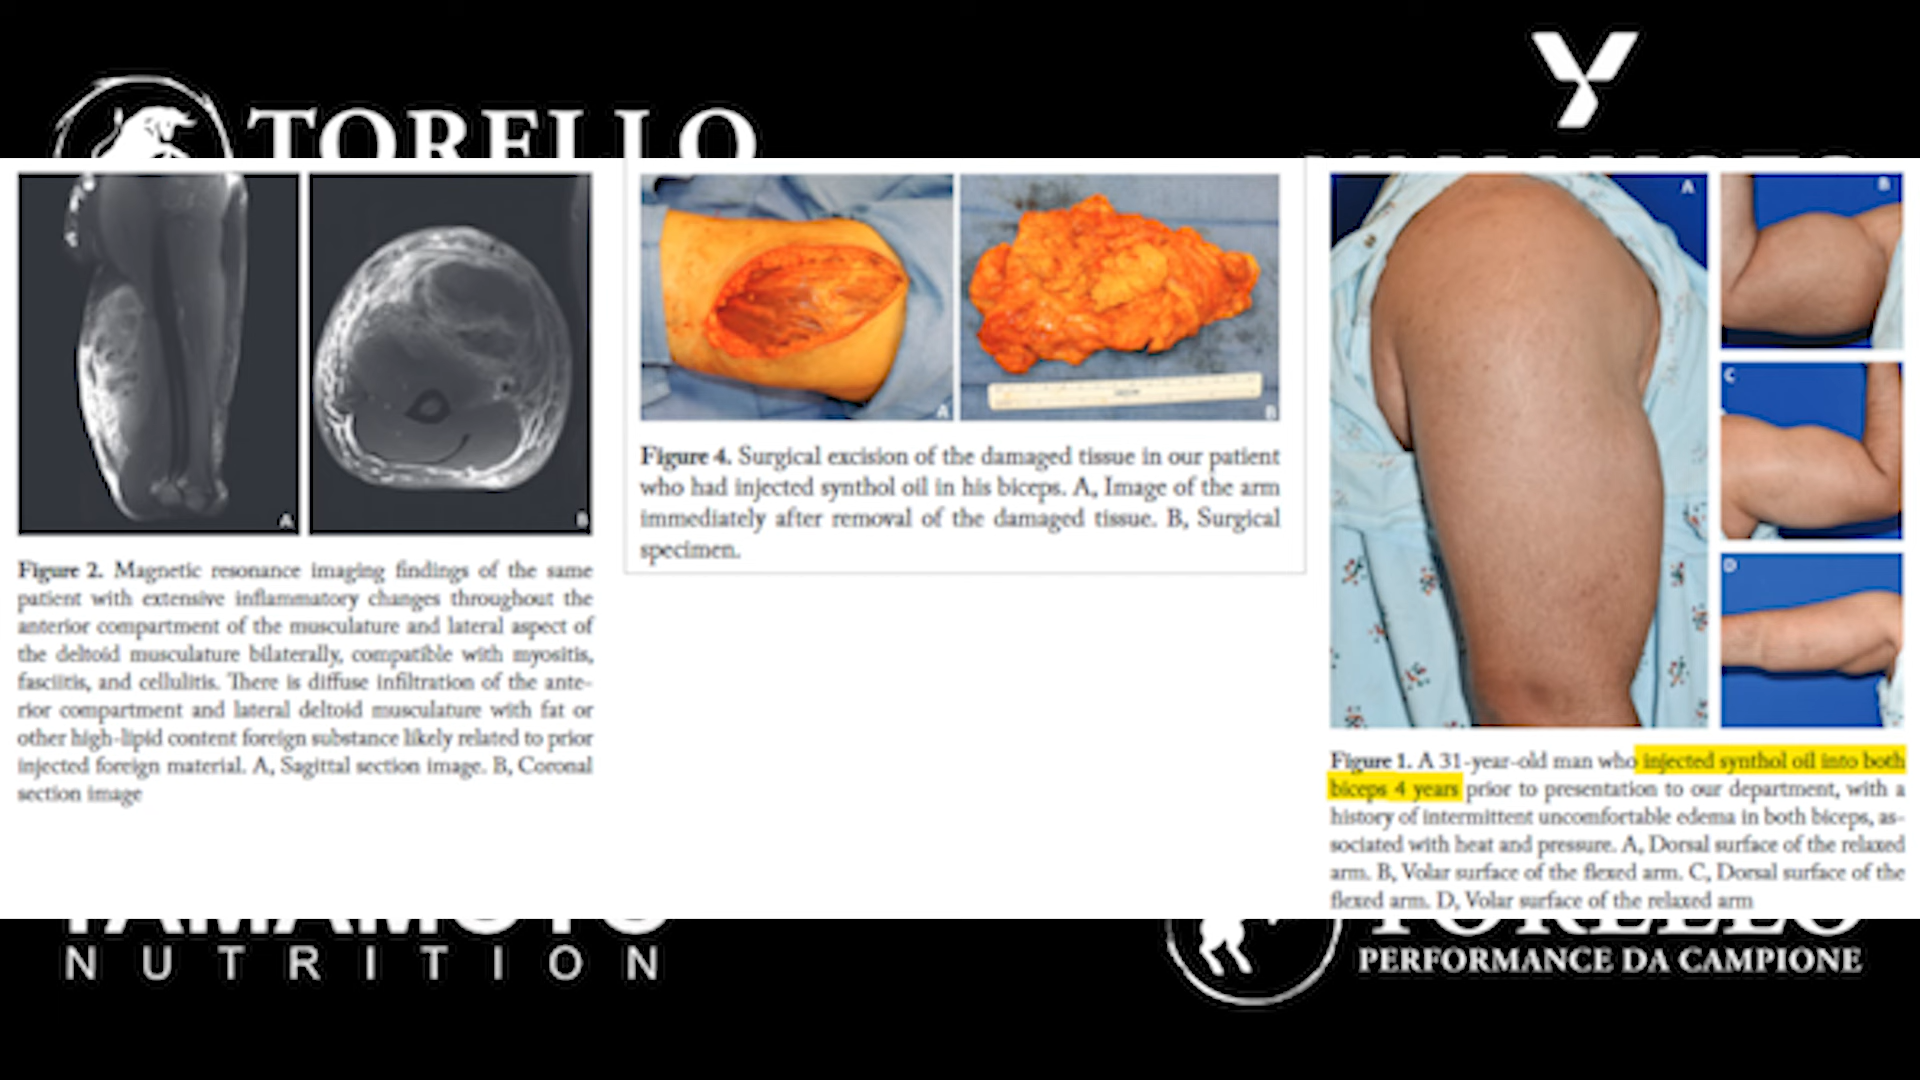 TORELLO
Y
A
B
Figure 2. Magnetic resonance imaging findings of the same
patient with extensive inflammatory changes throughout the
anterior compartment of the musculature and lateral aspect of
the deltoid musculature bilaterally, compatible with myositis,
fasciitis, and cellulitis. There is diffuse infiltration of the ante-
rior compartment and lateral deltoid musculature with fat or
other high-lipid content foreign substance likely related to prior
injected foreign material. A, Sagittal section image. B, Coronal
section image
A
B
Figure 4. Surgical excision of the damaged tissue in our patient
who had injected synthol oil in his biceps. A, Image of the arm
immediately after removal of the damaged tissue. B, Surgical
specimen.
A
B
C
D
Figure 1. A 31-year-old man who injected synthol oil into both
biceps 4 years prior to presentation to our department, with a
history of intermittent uncomfortable edema in both biceps, as-
sociated with heat and pressure. A, Dorsal surface of the relaxed
arm. B, Volar surface of the flexed arm. C, Dorsal surface of the
flexed arm. D, Volar surface of the relaxed arm
YAMAMOTO
NUTRITION
TORELLO
PERFORMANCE DA CAMPIONE